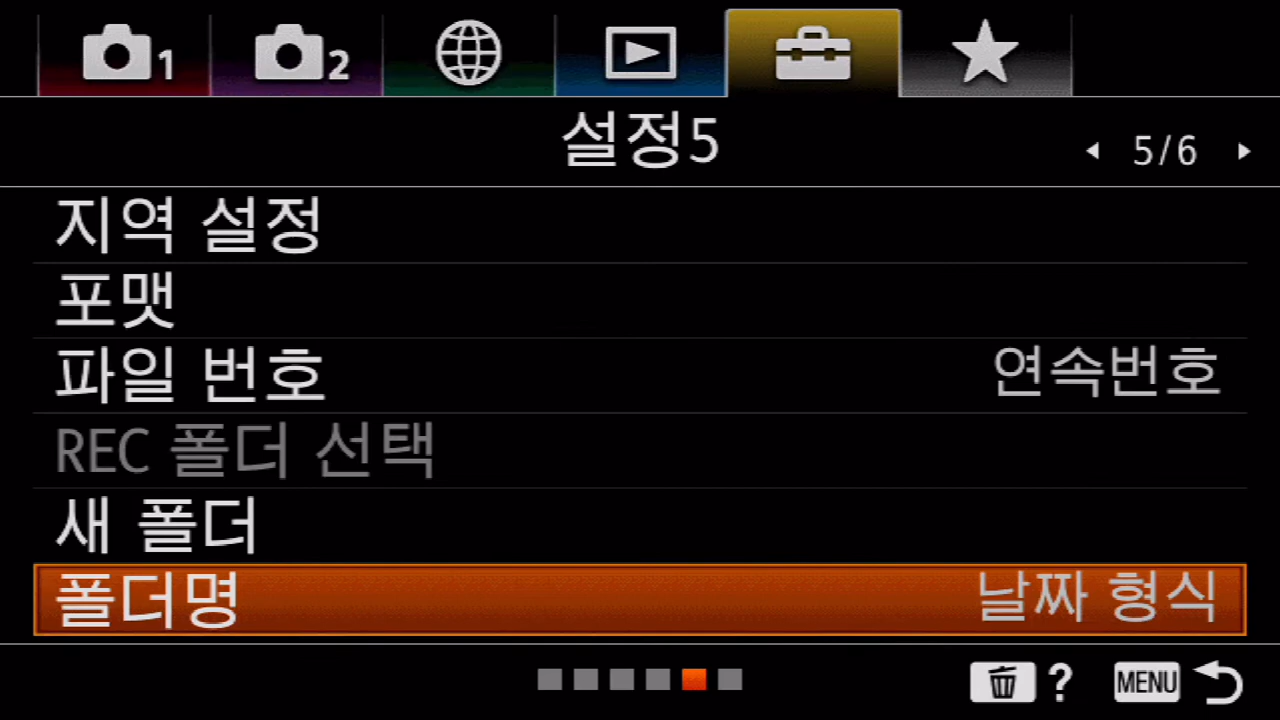 1 2
설정5
5/6
지역 설정
포맷
파일 번호 연속번호
REC 폴더 선택
새 폴더
폴더명 날짜 형식
? MENU